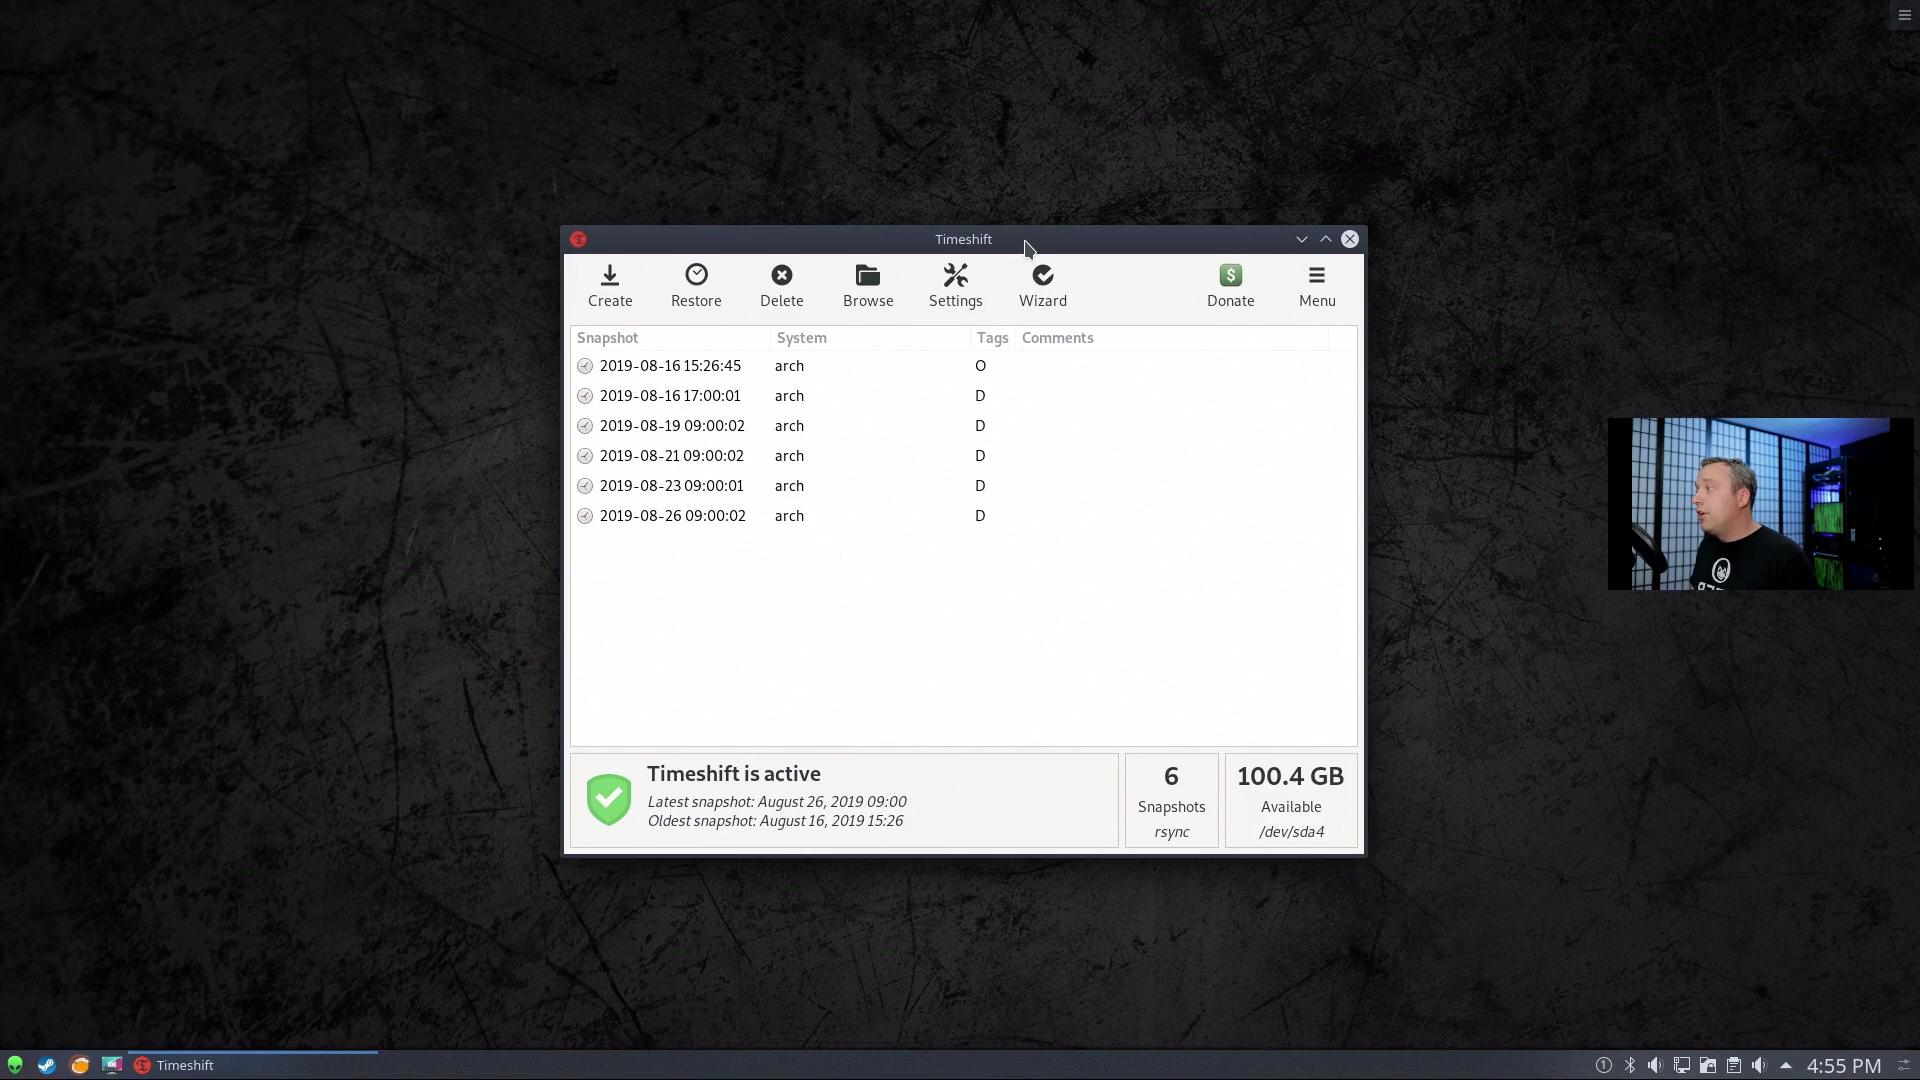 Timeshift
Create Restore Delete Browse Settings Wizard Donate Menu
Snapshot System Tags Comments
2019-08-16 15:26:45 arch O
2019-08-16 17:00:01 arch D
2019-08-19 09:00:02 arch D
2019-08-21 09:00:02 arch D
2019-08-23 09:00:01 arch D
2019-08-26 09:00:02 arch D
Timeshift is active
Latest snapshot: August 26, 2019 09:00
Oldest snapshot: August 16, 2019 15:26
6
Snapshots
rsync
100.4 GB
Available
/dev/sda4
Timeshift
1
4:55 PM